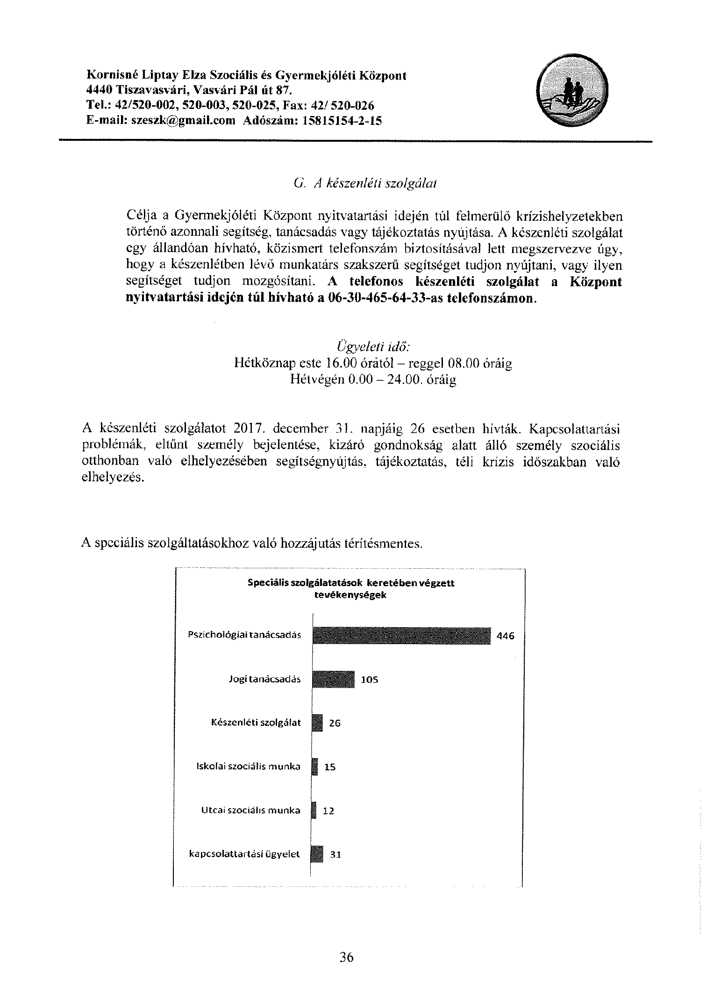 Kornisné Liptay Elza Szociális és Gyermekjóléti Központ
4440 Tiszavasvári, Vasvári Pál út 87.
Tel.: 42/520-002, 520-003, 520-025, Fax: 42/ 520-026
E-mail: szeszk@gmail.com Adószám: 15815154-2-15
G. A készenléti szolgálat
Célja a Gyermekjóléti Központ nyitvatartási idején túl felmerülő krízishelyzetekben
történő azonnali segítség, tanácsadás vagy tájékoztatás nyújtása. A készenléti szolgálat
egy állandóan hívható, közismert telefonszám biztosításával lett megszervezve úgy,
hogy a készenlétben lévő munkatárs szakszerű segítséget tudjon nyújtani, vagy ilyen
segítséget tudjon mozgósítani. A telefonos készenléti szolgálat a Központ
nyitvatartási idején túl hívható a 06-30-465-64-33-as telefonszámon.
Ügyeleti idő:
Hétköznap este 16.00 órától – reggel 08.00 óráig
Hétvégén 0.00 – 24.00. óráig
A készenléti szolgálatot 2017. december 31. napjáig 26 esetben hívták. Kapcsolattartási
problémák, eltűnt személy bejelentése, kizáró gondnokság alatt álló személy szociális
otthonban való elhelyezésében segítségnyújtás, tájékoztatás, téli krízis időszakban való
elhelyezés.
A speciális szolgáltatásokhoz való hozzájutás térítésmentes.
Speciális szolgálatatások keretében végzett
tevékenységek
Pszichológiai tanácsadás 446
Jogi tanácsadás 105
Készenléti szolgálat 26
Iskolai szociális munka 15
Utcai szociális munka 12
kapcsolattartási ügyelet 31
36